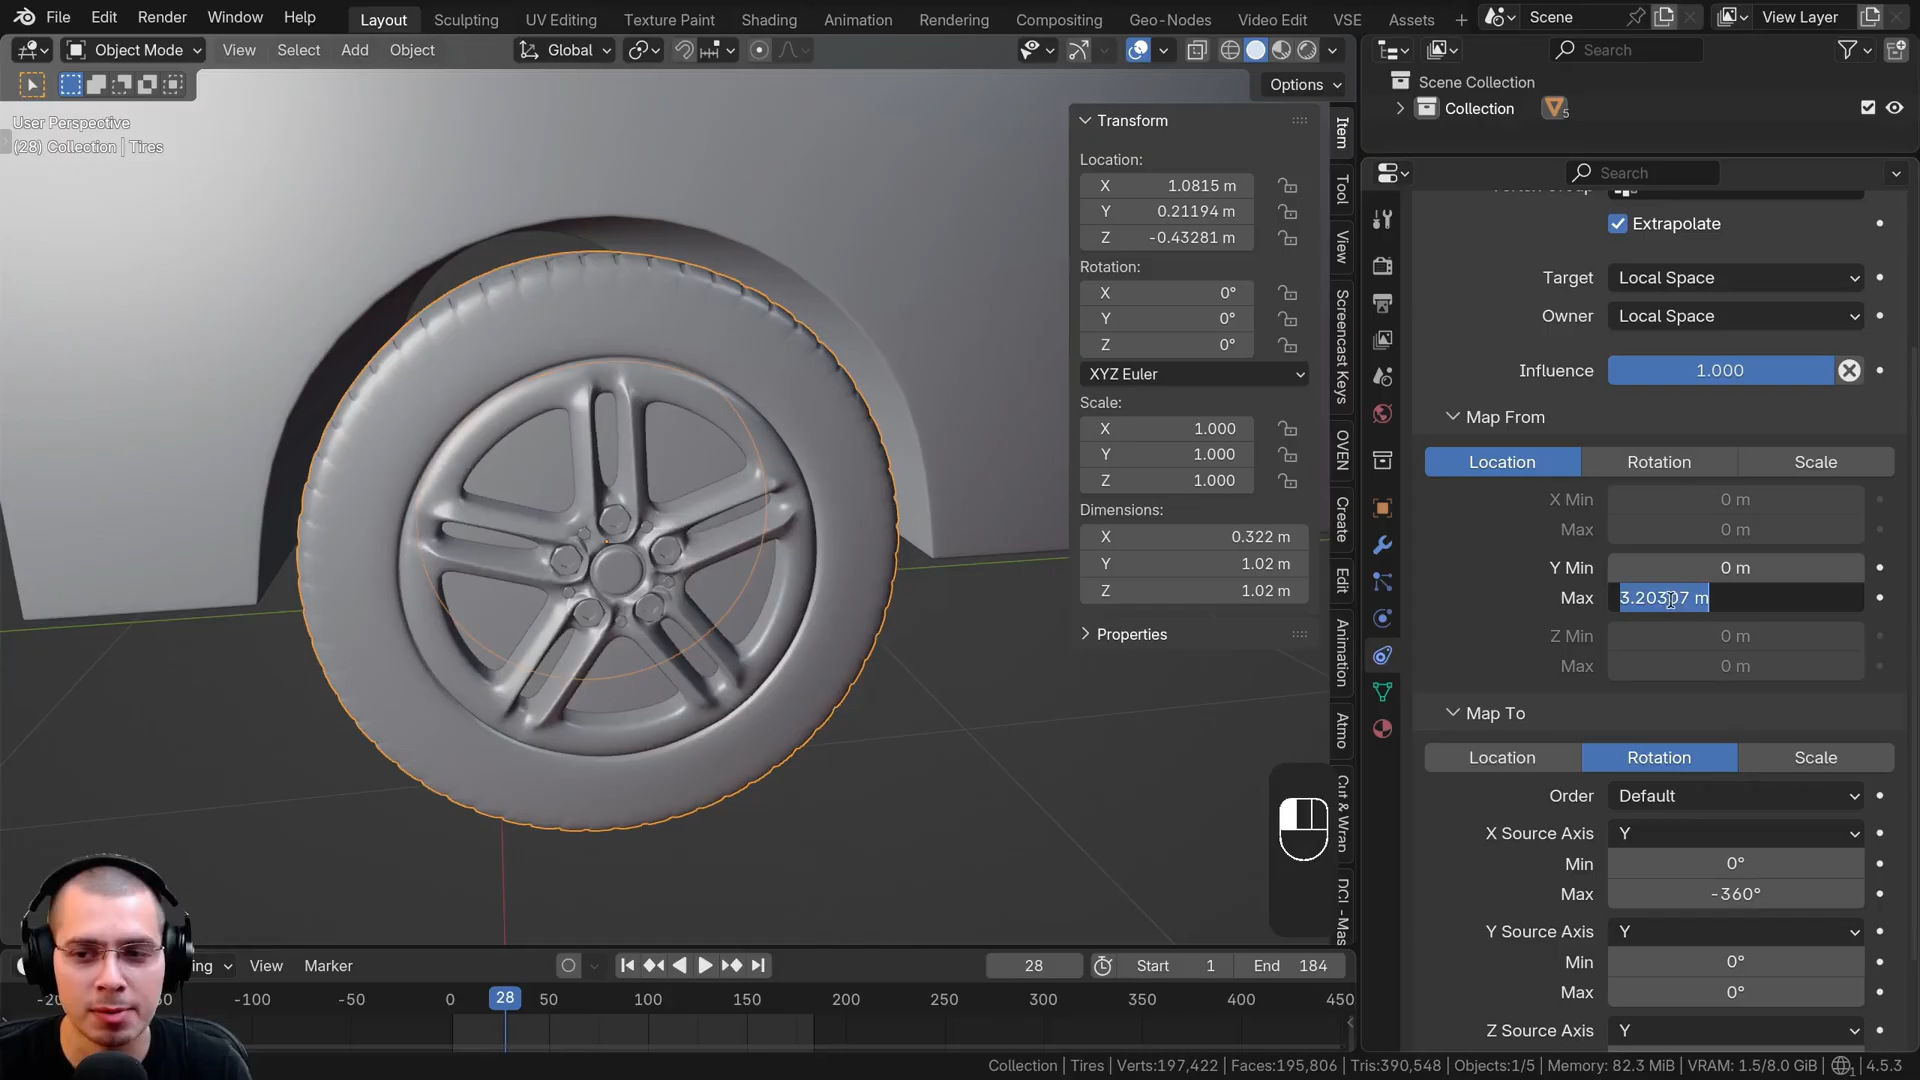 File Edit Render Window Help Layout Sculpting UV Editing Texture Paint Shading Animation Rendering Compositing Geo-Nodes Video Edit VSE Assets Scene View Layer
Object Mode View Select Add Object Global Search
Options
User Perspective
(28) Collection | Tires
Scene Collection
Collection 5
Transform
Location:
X 1.0815 m
Y 0.21194 m
Z -0.43281 m
Rotation:
X 0°
Y 0°
Z 0°
XYZ Euler
Scale:
X 1.000
Y 1.000
Z 1.000
Dimensions:
X 0.322 m
Y 1.02 m
Z 1.02 m
Properties
Item
Tool
View
Screencast Keys
OVEN
Create
Edit
Animation
Atmo
Cut & Wrap
DCI - Mas
Search
Extrapolate
Target Local Space
Owner Local Space
Influence 1.000
Map From
Location Rotation Scale
X Min 0 m
Max 0 m
Y Min 0 m
Max 3.20307 m
Z Min 0 m
Max 0 m
Map To
Location Rotation Scale
Order Default
X Source Axis Y
Min 0°
Max -360°
Y Source Axis Y
Min 0°
Max 0°
Z Source Axis Y
ing View Marker 28 Start 1 End 184
-100 -50 0 28 50 100 150 200 250 300 350 400 450
Collection | Tires | Verts:197,422 | Faces:195,806 | Tris:390,548 | Objects:1/5 | Memory: 82.3 MiB | VRAM: 1.5/8.0 GiB | 1 4.5.3